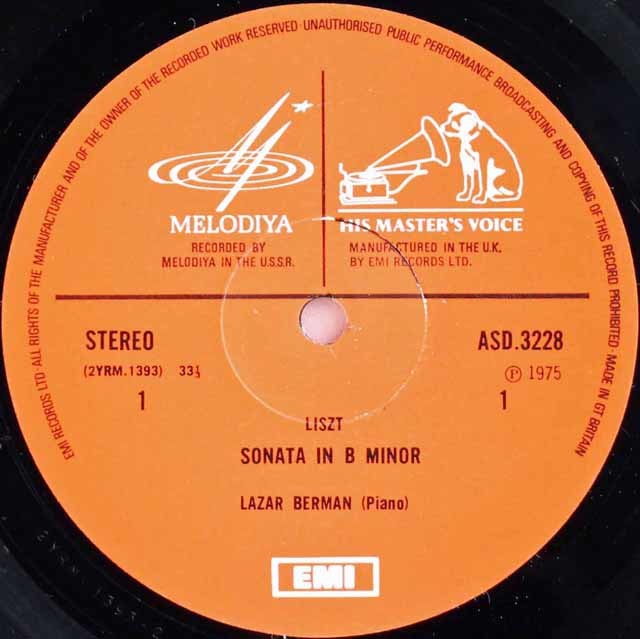 EMI RECORDS LTD · ALL RIGHTS OF THE MANUFACTURER AND OF THE OWNER OF THE RECORDED WORK RESERVED · UNAUTHORISED PUBLIC PERFORMANCE BROADCASTING AND COPYING OF THIS RECORD PROHIBITED · MADE IN GT BRITAIN
MELODIYA
RECORDED BY
MELODIYA IN THE U.S.S.R.
HIS MASTER'S VOICE
MANUFACTURED IN THE U.K.
BY EMI RECORDS LTD.
STEREO
ASD.3228
(2YRM.1393) 33⅓
Ⓟ 1975
1
1
LISZT
SONATA IN B MINOR
LAZAR BERMAN (Piano)
EMI